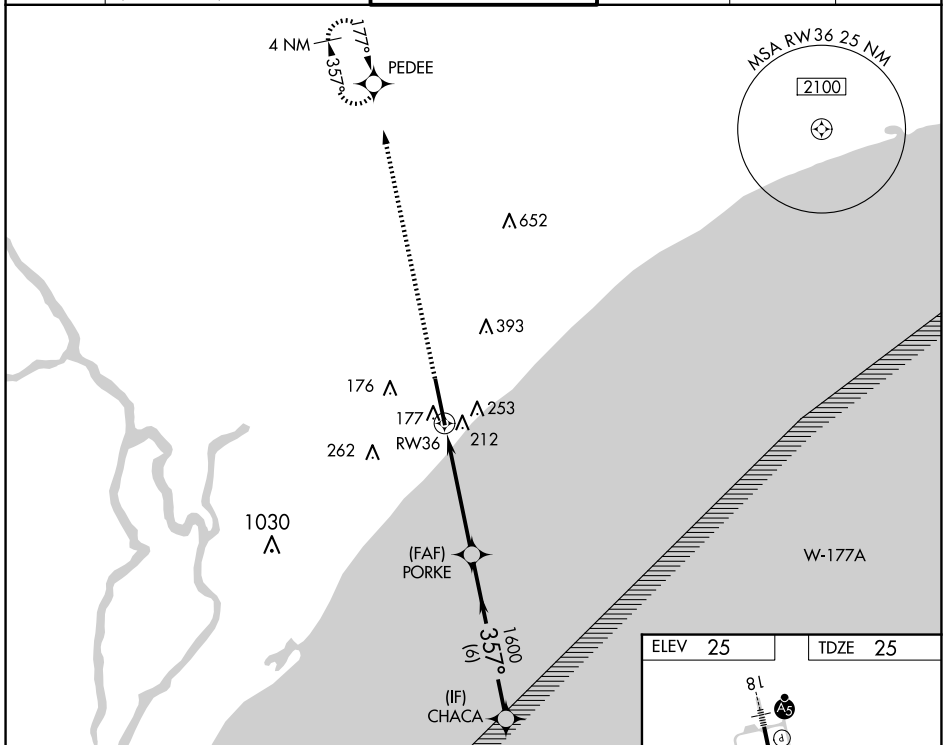 4 NM
177°
357°
PEDEE
MSA RW36 25 NM
2100
652
393
176
177
253
RW36
212
262
1030
(FAF)
PORKE
W-177A
1600
357°
(6)
(IF)
CHACA
ELEV 25
TDZE 25
18
A5
P